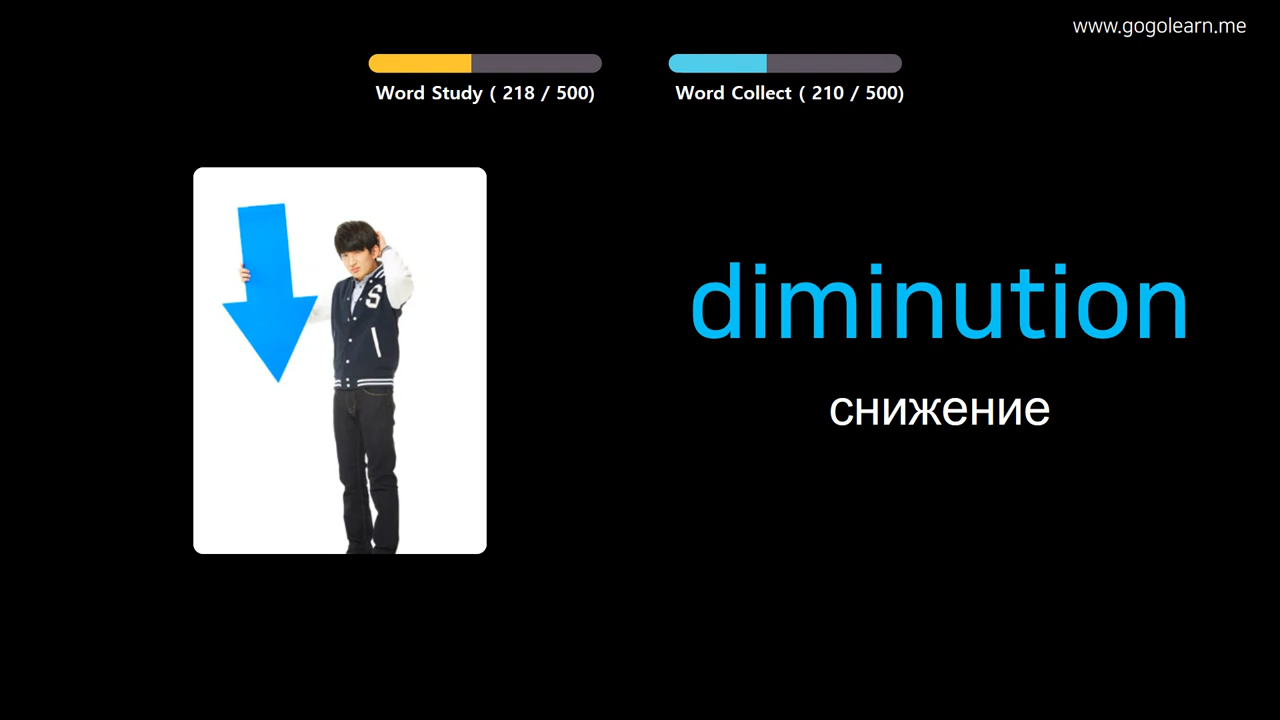 www.gogolearn.me
Word Study ( 218 / 500)
Word Collect ( 210 / 500)
S
diminution
снижение